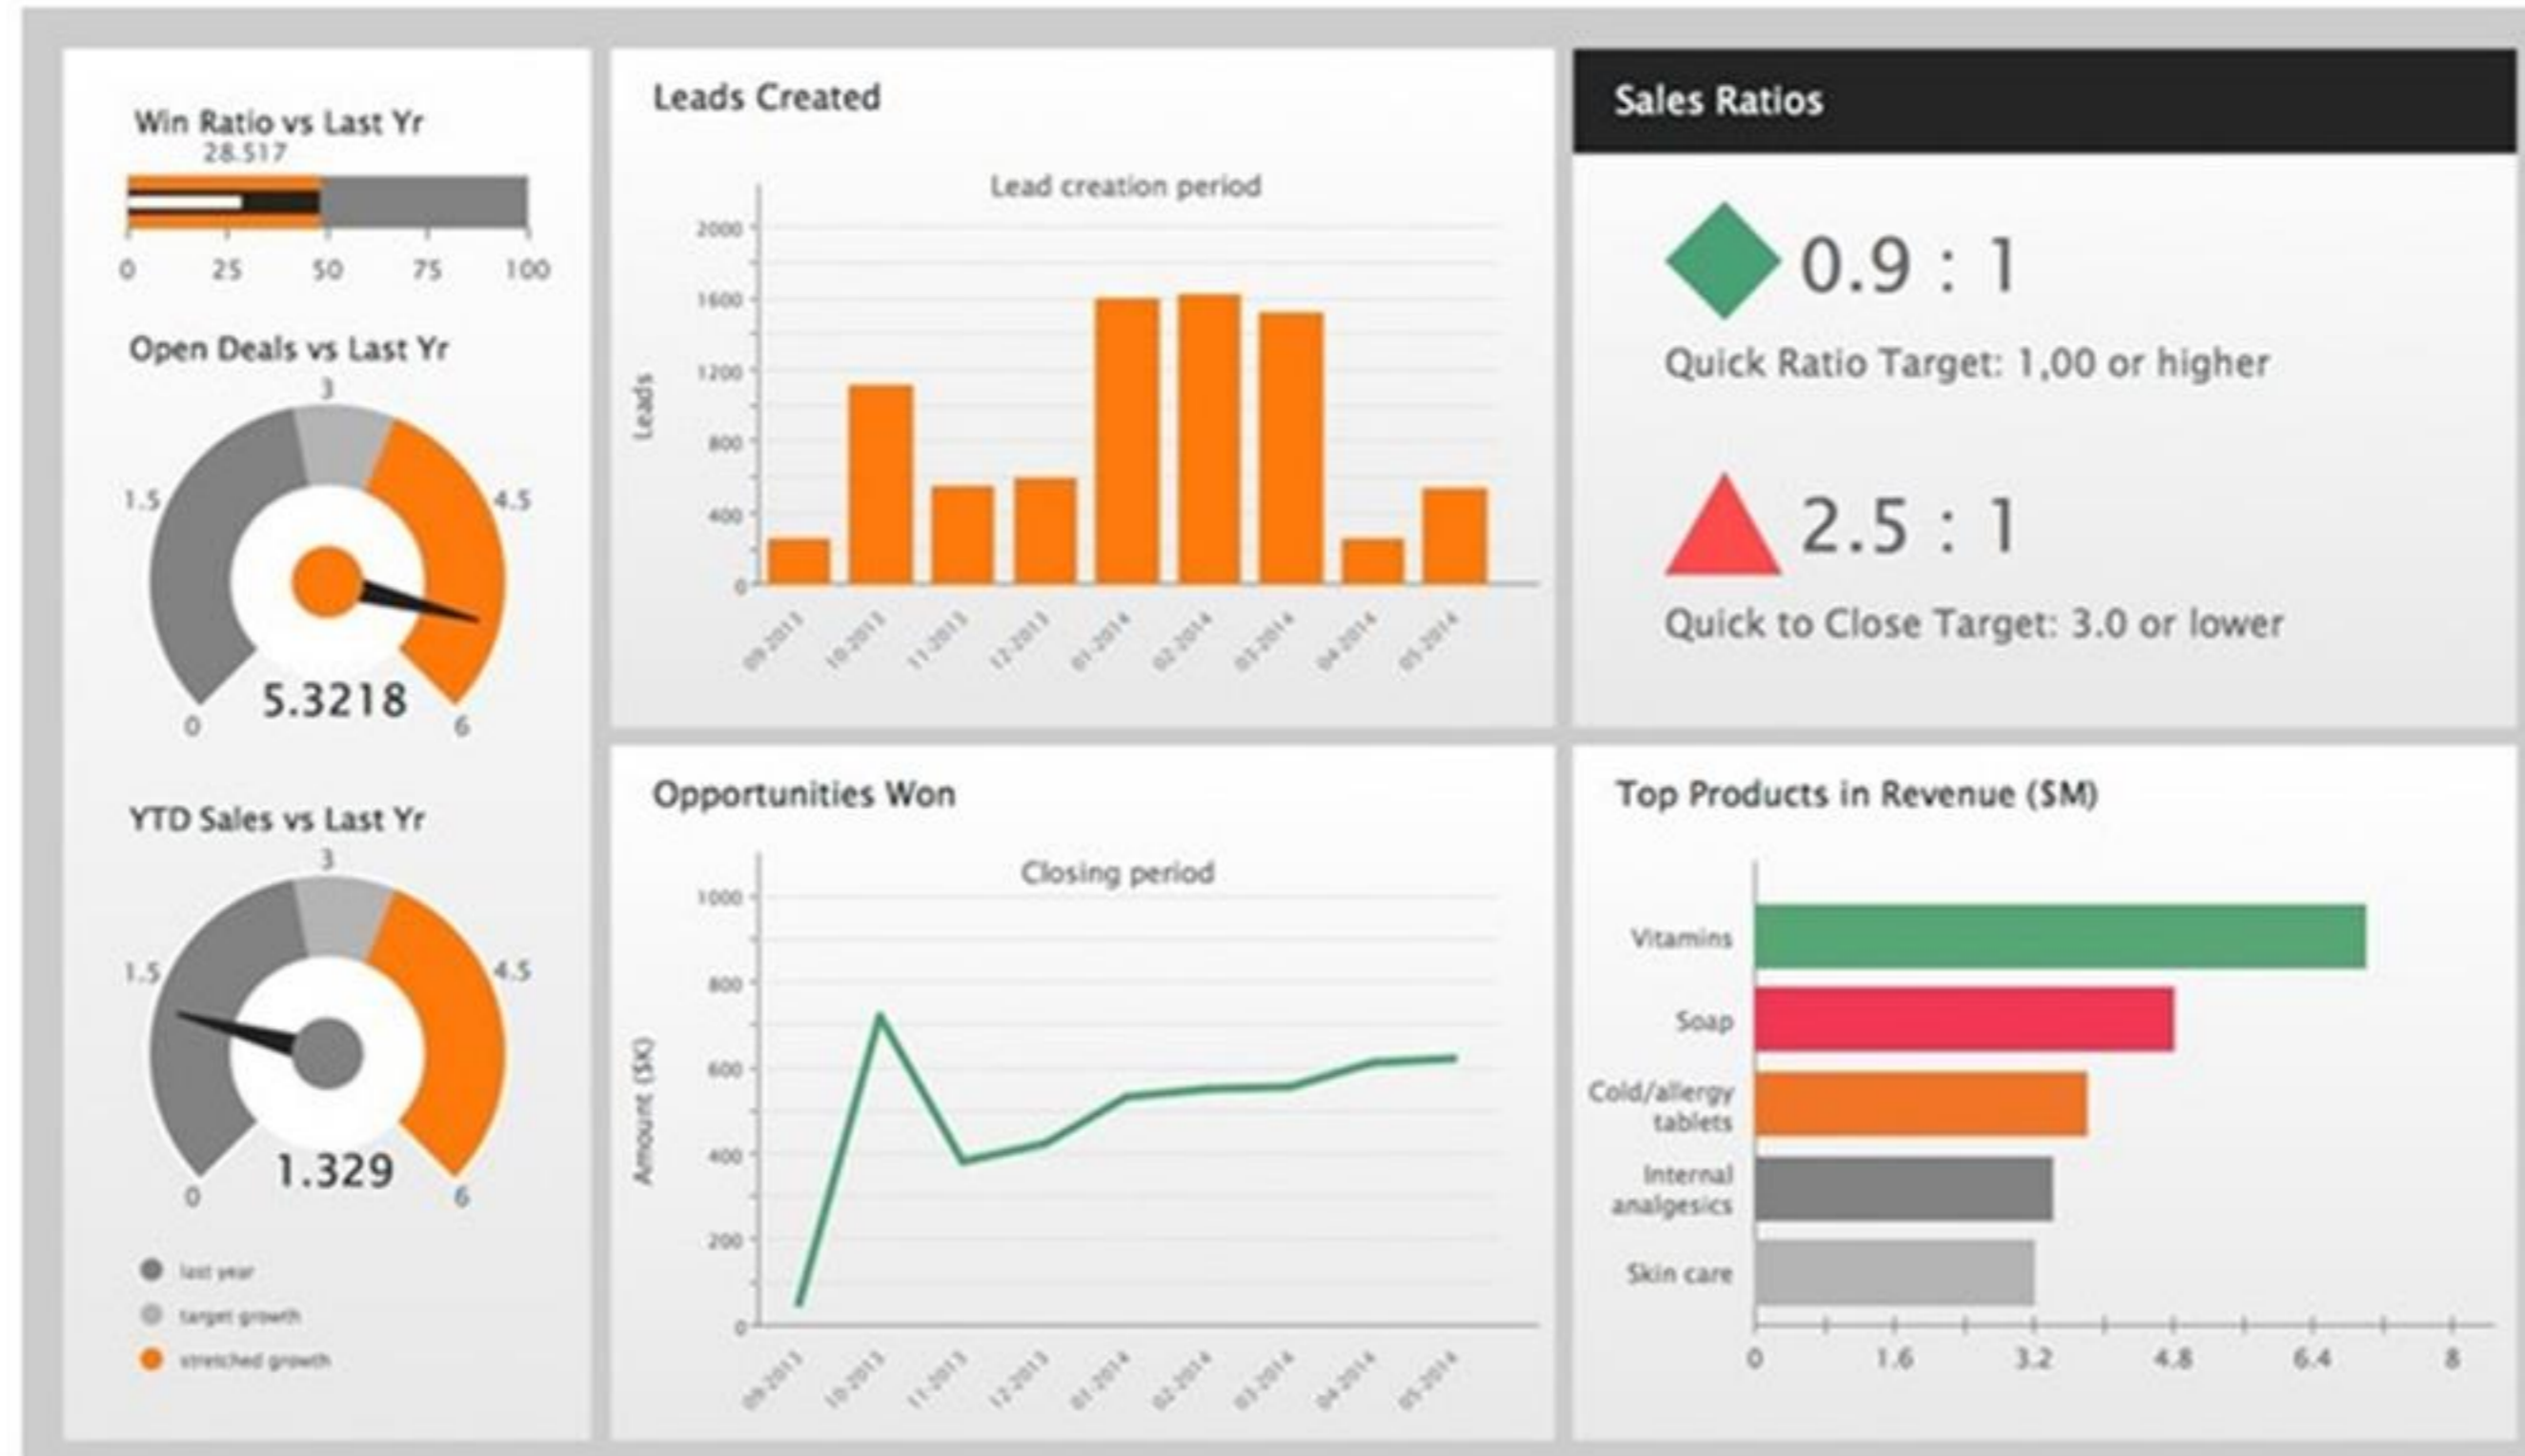 Win Ratio vs Last Yr
28.517
0 25 50 75 100
Open Deals vs Last Yr
3
1.5 4.5
5.3218
0 6
YTD Sales vs Last Yr
3
1.5 4.5
1.329
0 6
last year
target growth
stretched growth
Leads Created
Lead creation period
2000
1600
1200
800
400
0
Leads
09-2013 10-2013 11-2013 12-2013 01-2014 02-2014 03-2014 04-2014 05-2014
Sales Ratios
0.9 : 1
Quick Ratio Target: 1,00 or higher
2.5 : 1
Quick to Close Target: 3.0 or lower
Opportunities Won
Closing period
1000
800
600
400
200
0
Amount ($K)
09-2013 10-2013 11-2013 12-2013 01-2014 02-2014 03-2014 04-2014 05-2014
Top Products in Revenue ($M)
Vitamins
Soap
Cold/allergy
tablets
Internal
analgesics
Skin care
0 1.6 3.2 4.8 6.4 8